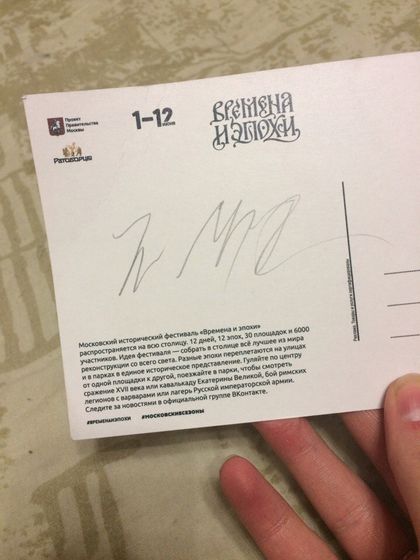 Проект
Правительства
Москвы
1–12
июня
ВРЕМЕНА
И ЭПОХИ
Ратоборцы
Московский исторический фестиваль «Времена и эпохи»
распространяется на всю столицу. 12 дней, 12 эпох, 30 площадок и 6000
участников. Идея фестиваля — собрать в столице всё лучшее из мира
реконструкции со всего света. Разные эпохи переплетаются на улицах
и в парках в единое историческое представление. Гуляйте по центру
от одной площадки к другой, поезжайте в парки, чтобы смотреть
сражение XVII века или кавалькаду Екатерины Великой, бой римских
легионов с варварами или лагерь Русской императорской армии.
Следите за новостями в официальной группе ВКонтакте.
#ВРЕМЕНАИЭПОХИ #МОСКОВСКИЕСЕЗОНЫ